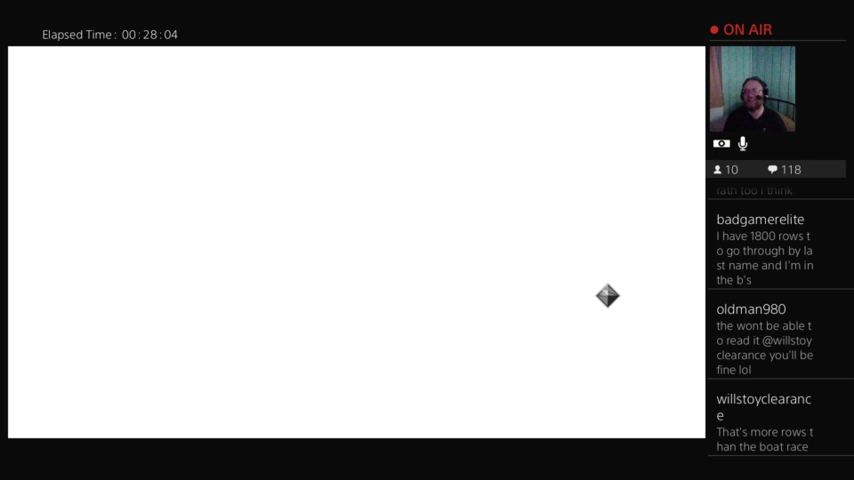 Elapsed Time: 00:28:04
ON AIR
10
118
rath too I think
badgamerelite
I have 1800 rows t
o go through by la
st name and I'm in
the b's
oldman980
the wont be able t
o read it @willstoy
clearance you'll be
fine lol
willstoyclearanc
e
That's more rows t
han the boat race